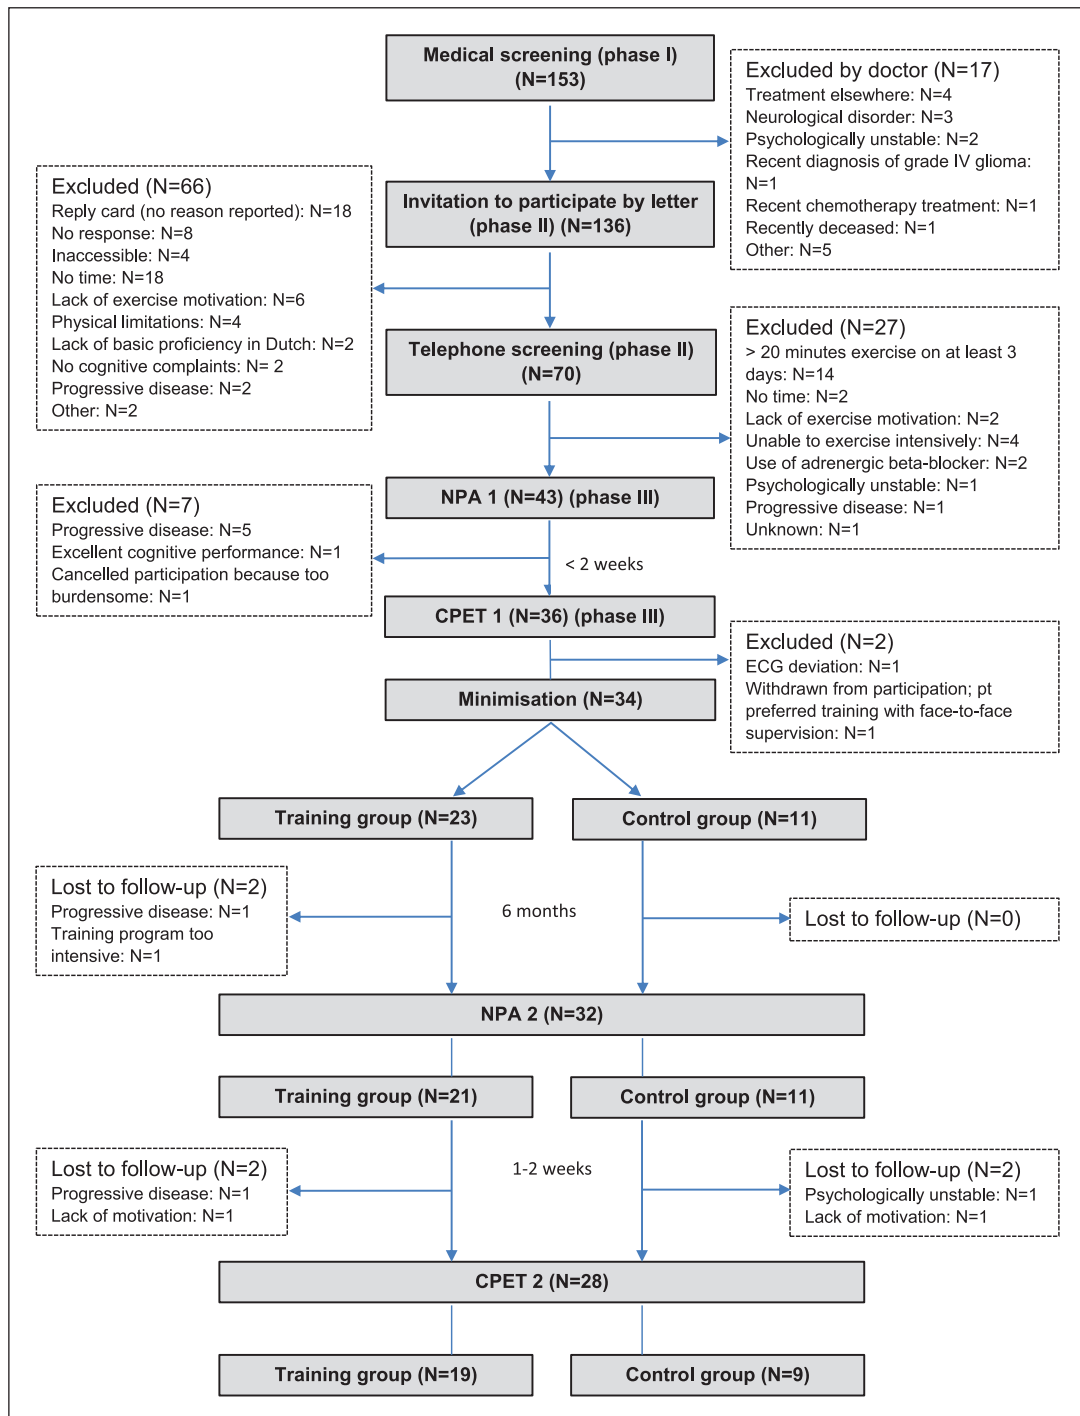 Medical screening (phase I)
(N=153)
Excluded by doctor (N=17)
Treatment elsewhere: N=4
Neurological disorder: N=3
Psychologically unstable: N=2
Recent diagnosis of grade IV glioma:
N=1
Recent chemotherapy treatment: N=1
Recently deceased: N=1
Other: N=5
Invitation to participate by letter
(phase II) (N=136)
Excluded (N=66)
Reply card (no reason reported): N=18
No response: N=8
Inaccessible: N=4
No time: N=18
Lack of exercise motivation: N=6
Physical limitations: N=4
Lack of basic proficiency in Dutch: N=2
No cognitive complaints: N= 2
Progressive disease: N=2
Other: N=2
Telephone screening (phase II)
(N=70)
Excluded (N=27)
> 20 minutes exercise on at least 3
days: N=14
No time: N=2
Lack of exercise motivation: N=2
Unable to exercise intensively: N=4
Use of adrenergic beta-blocker: N=2
Psychologically unstable: N=1
Progressive disease: N=1
Unknown: N=1
NPA 1 (N=43) (phase III)
Excluded (N=7)
Progressive disease: N=5
Excellent cognitive performance: N=1
Cancelled participation because too
burdensome: N=1
< 2 weeks
CPET 1 (N=36) (phase III)
Excluded (N=2)
ECG deviation: N=1
Withdrawn from participation; pt
preferred training with face-to-face
supervision: N=1
Minimisation (N=34)
Training group (N=23)
Control group (N=11)
Lost to follow-up (N=2)
Progressive disease: N=1
Training program too
intensive: N=1
6 months
Lost to follow-up (N=0)
NPA 2 (N=32)
Training group (N=21)
Control group (N=11)
Lost to follow-up (N=2)
Progressive disease: N=1
Lack of motivation: N=1
1-2 weeks
Lost to follow-up (N=2)
Psychologically unstable: N=1
Lack of motivation: N=1
CPET 2 (N=28)
Training group (N=19)
Control group (N=9)